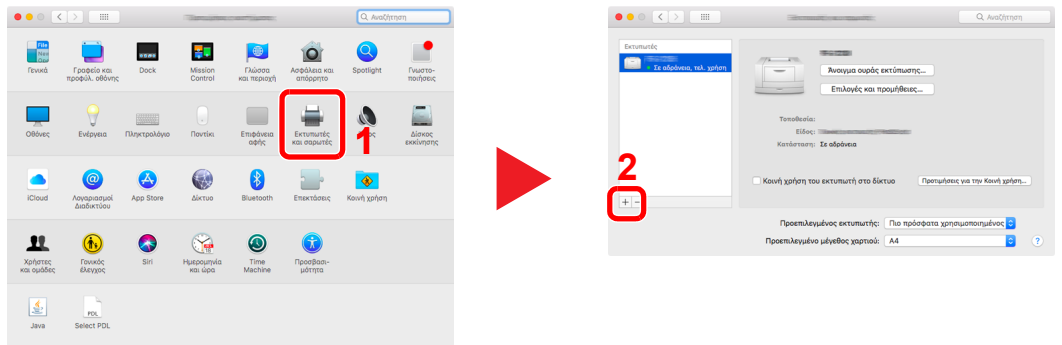 Αναζήτηση
File
New
Γενικά
Γραφείο και
προφύλ. οθόνης
Dock
Mission
Control
Γλώσσα
και περιοχή
Ασφάλεια και
απόρρητο
Spotlight
Γνωστο-
ποιήσεις
Οθόνες
Ενέργεια
Πληκτρολόγιο
Ποντίκι
Επιφάνεια
αφής
Εκτυπωτές
και σαρωτές
1
Δίσκος
εκκίνησης
iCloud
Λογαριασμοί
Διαδικτύου
App Store
Δίκτυο
Bluetooth
Επεκτάσεις
Κοινή χρήση
Χρήστες
και ομάδες
Γονικός
έλεγχος
Siri
Ημερομηνία
και ώρα
Time
Machine
Προσβασι-
μότητα
Java
PDL
Select PDL
Αναζήτηση
Εκτυπωτές
Σε αδράνεια, τελ. χρήση
Άνοιγμα ουράς εκτύπωσης...
Επιλογές και προμήθειες...
Τοποθεσία:
Είδος:
Κατάσταση: Σε αδράνεια
2
+ −
Κοινή χρήση του εκτυπωτή στο δίκτυο
Προτιμήσεις για την Κοινή χρήση...
Προεπιλεγμένος εκτυπωτής: Πιο πρόσφατα χρησιμοποιημένος
Προεπιλεγμένο μέγεθος χαρτιού: A4
?